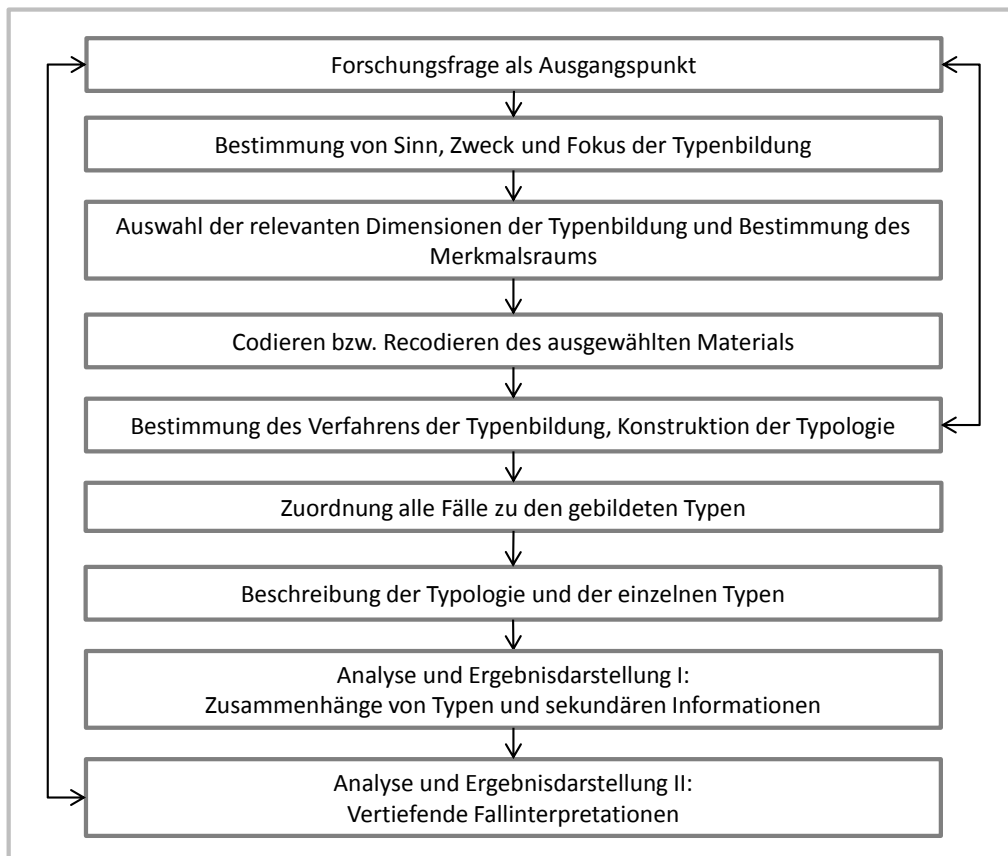 Forschungsfrage als Ausgangspunkt
Bestimmung von Sinn, Zweck und Fokus der Typenbildung
Auswahl der relevanten Dimensionen der Typenbildung und Bestimmung des
Merkmalsraums
Codieren bzw. Recodieren des ausgewählten Materials
Bestimmung des Verfahrens der Typenbildung, Konstruktion der Typologie
Zuordnung alle Fälle zu den gebildeten Typen
Beschreibung der Typologie und der einzelnen Typen
Analyse und Ergebnisdarstellung I:
Zusammenhänge von Typen und sekundären Informationen
Analyse und Ergebnisdarstellung II:
Vertiefende Fallinterpretationen